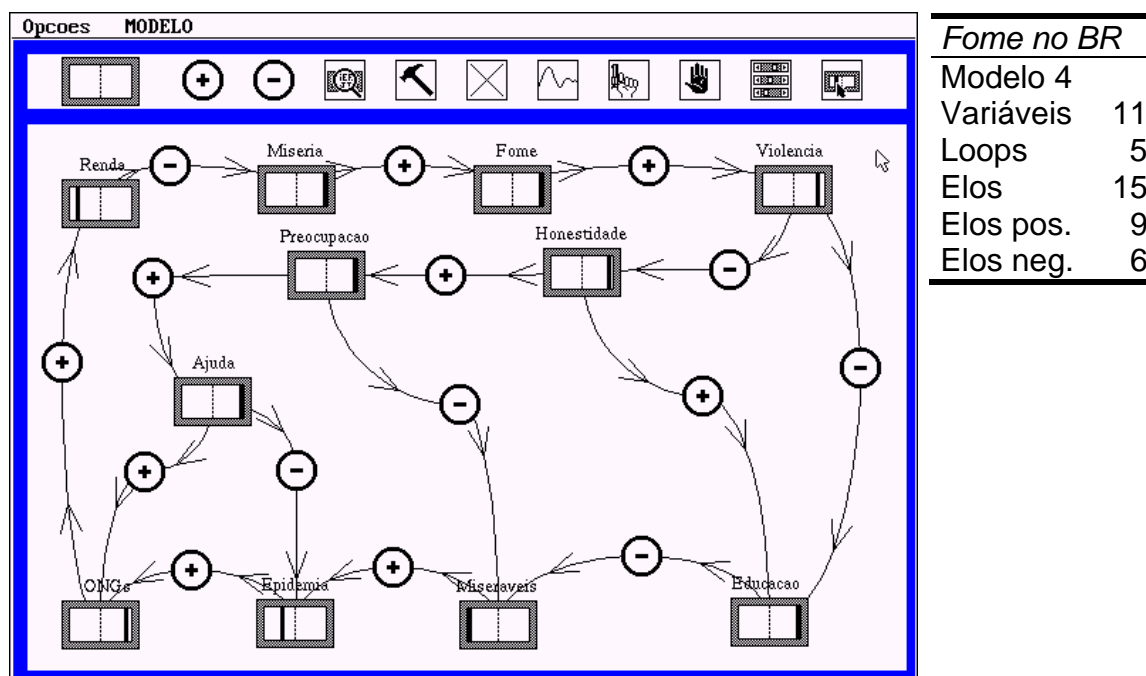 Opcoes MODELO
Renda
Miseria
Fome
Violencia
Preocupacao
Honestidade
Ajuda
ONGs
Epidemia
Miseraveis
Educacao
+
-
-
+
+
+
+
-
+
-
-
+
-
+
+
-
+
+
-
Fome no BR
Modelo 4
Variáveis 11
Loops 5
Elos 15
Elos pos. 9
Elos neg. 6